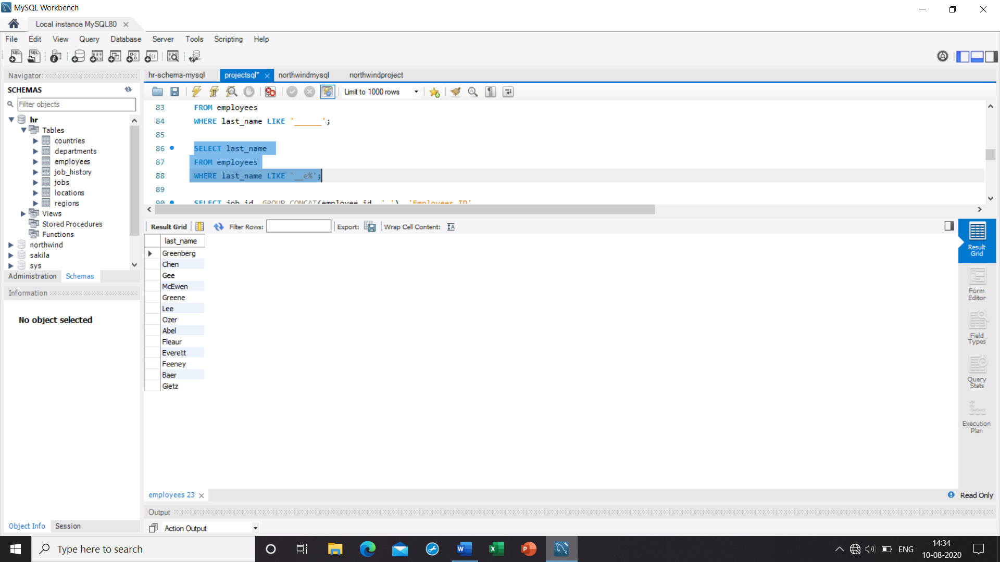 MySQL Workbench
Local instance MySQL80
File Edit View Query Database Server Tools Scripting Help
Navigator
SCHEMAS
Filter objects
hr
Tables
countries
departments
employees
job_history
jobs
locations
regions
Views
Stored Procedures
Functions
northwind
sakila
sys
Administration Schemas
Information
No object selected
Object Info Session
hr-schema-mysql projectsql* northwindmysql northwindproject
Limit to 1000 rows
83 FROM employees
84 WHERE last_name LIKE '______';
85
86 SELECT last_name
87 FROM employees
88 WHERE last_name LIKE '__e%';
89
90 SELECT job_id, GROUP_CONCAT(employee_id, ' ') 'Employees ID'
Result Grid Filter Rows: Export: Wrap Cell Content:
last_name
Greenberg
Chen
Gee
McEwen
Greene
Lee
Ozer
Abel
Fleaur
Everett
Feeney
Baer
Gietz
Result
Grid
Form
Editor
Field
Types
Query
Stats
Execution
Plan
employees 23
Read Only
Output
Action Output
Type here to search
ENG
14:34
10-08-2020